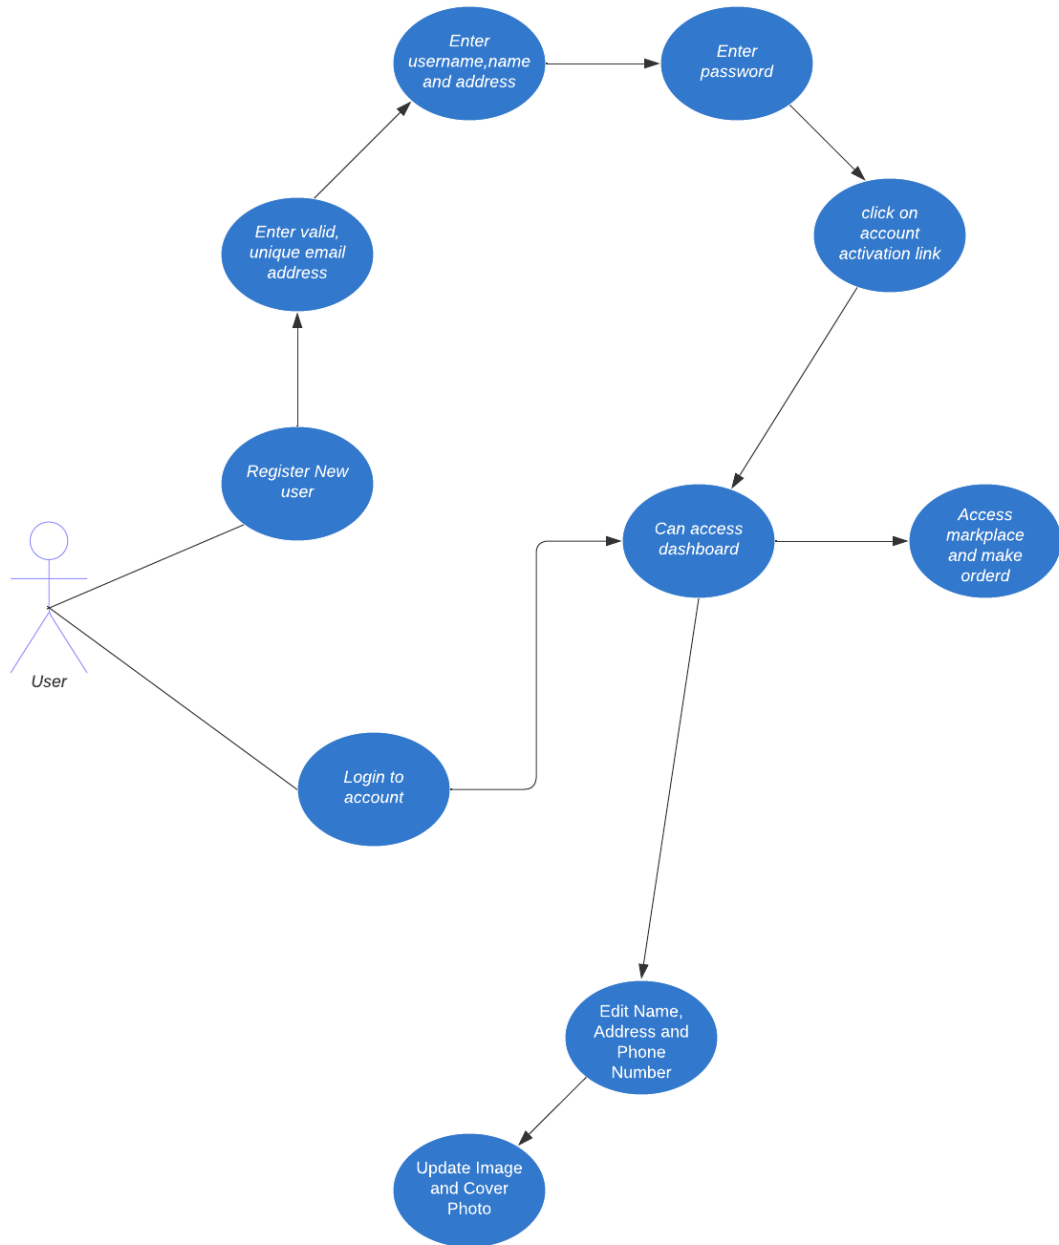 Enter
username,name
and address
Enter
password
Enter valid,
unique email
address
click on
account
activation link
Register New
user
Can access
dashboard
Access
markplace
and make
orderd
User
Login to
account
Edit Name,
Address and
Phone
Number
Update Image
and Cover
Photo